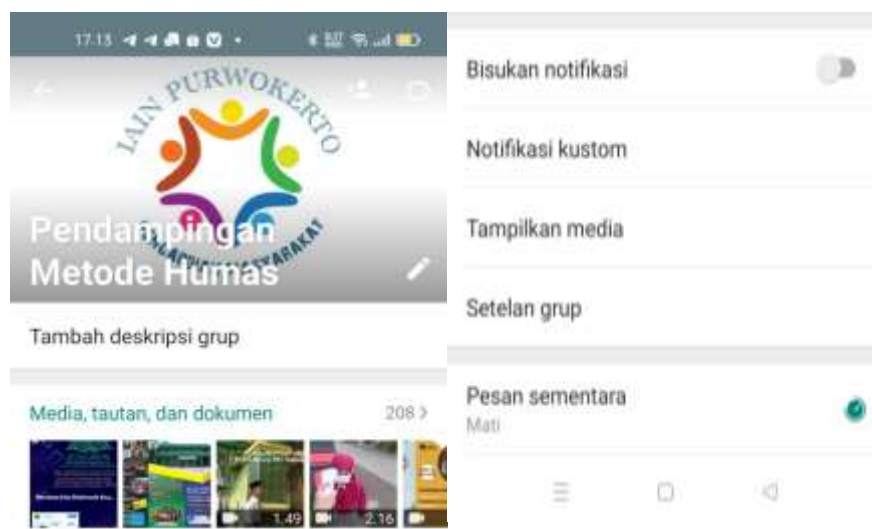 17.13
IAIN PURWOKERTO
Pendampingan
Metode Humas
Tambah deskripsi grup
Media, tautan, dan dokumen 208 >
1.49 2.16
Bisukan notifikasi
Notifikasi kustom
Tampilkan media
Setelan grup
Pesan sementara
Mati